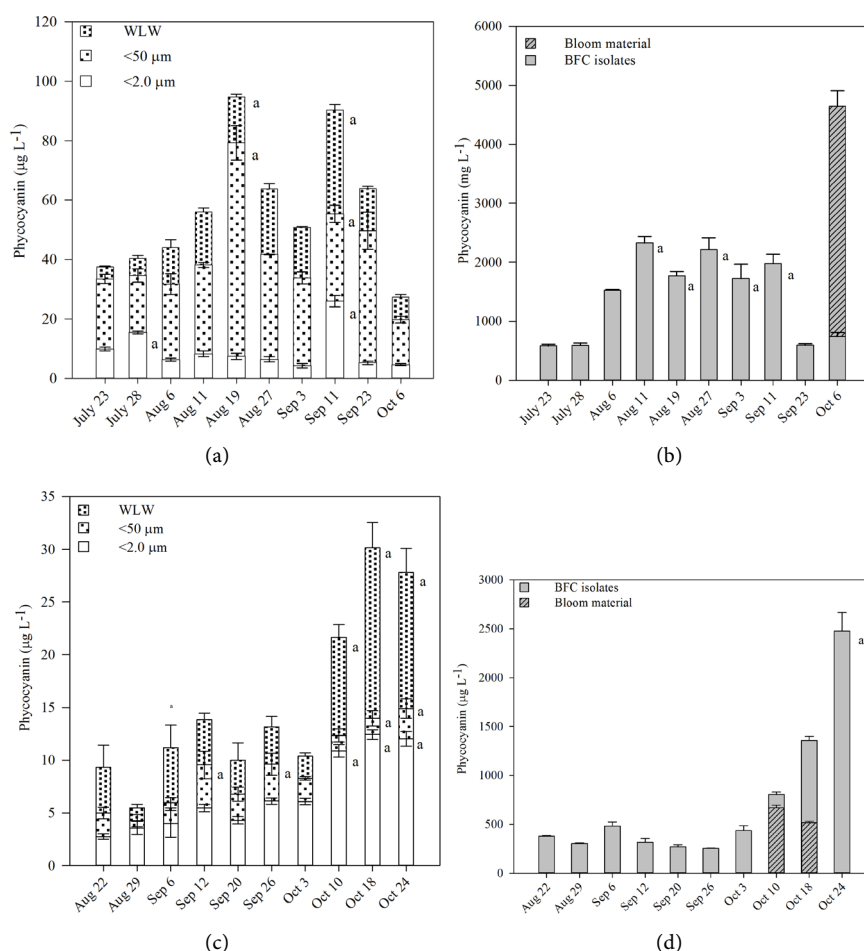 120
100
80
60
40
20
0
Phycocyanin (µg L-1)
WLW
<50 µm
<2.0 µm
a
a
a
a
a
a
July 23
July 28
Aug 6
Aug 11
Aug 19
Aug 27
Sep 3
Sep 11
Sep 23
Oct 6
(a)
6000
5000
4000
3000
2000
1000
0
Phycocyanin (mg L-1)
Bloom material
BFC isolates
a
a
a
a
a
July 23
July 28
Aug 6
Aug 11
Aug 19
Aug 27
Sep 3
Sep 11
Sep 23
Oct 6
(b)
35
30
25
20
15
10
5
0
Phycocyanin (µg L-1)
WLW
<50 µm
<2.0 µm
a
a
a
a
a
a
a
a
a
a
Aug 22
Aug 29
Sep 6
Sep 12
Sep 20
Sep 26
Oct 3
Oct 10
Oct 18
Oct 24
(c)
3000
2500
2000
1500
1000
500
0
Phycocyanin (µg L-1)
BFC isolates
Bloom material
a
Aug 22
Aug 29
Sep 6
Sep 12
Sep 20
Sep 26
Oct 3
Oct 10
Oct 18
Oct 24
(d)